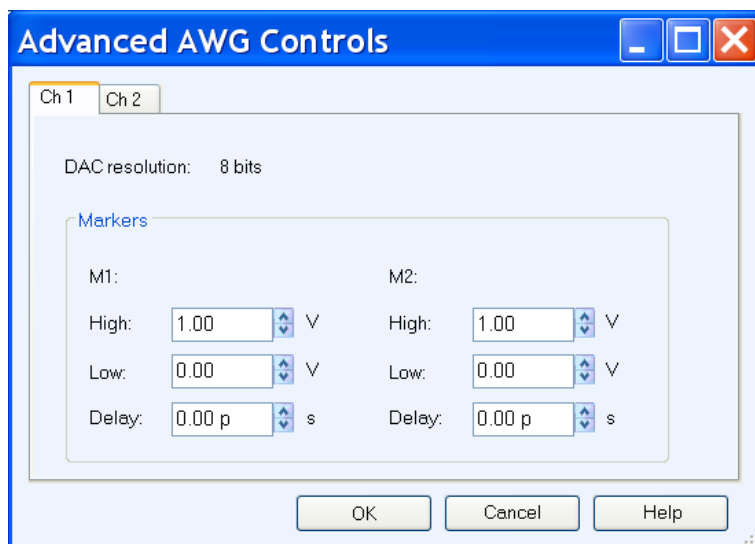 Advanced AWG Controls
Ch 1 Ch 2
DAC resolution: 8 bits
Markers
M1: M2:
High: 1.00 V High: 1.00 V
Low: 0.00 V Low: 0.00 V
Delay: 0.00 p s Delay: 0.00 p s
OK Cancel Help